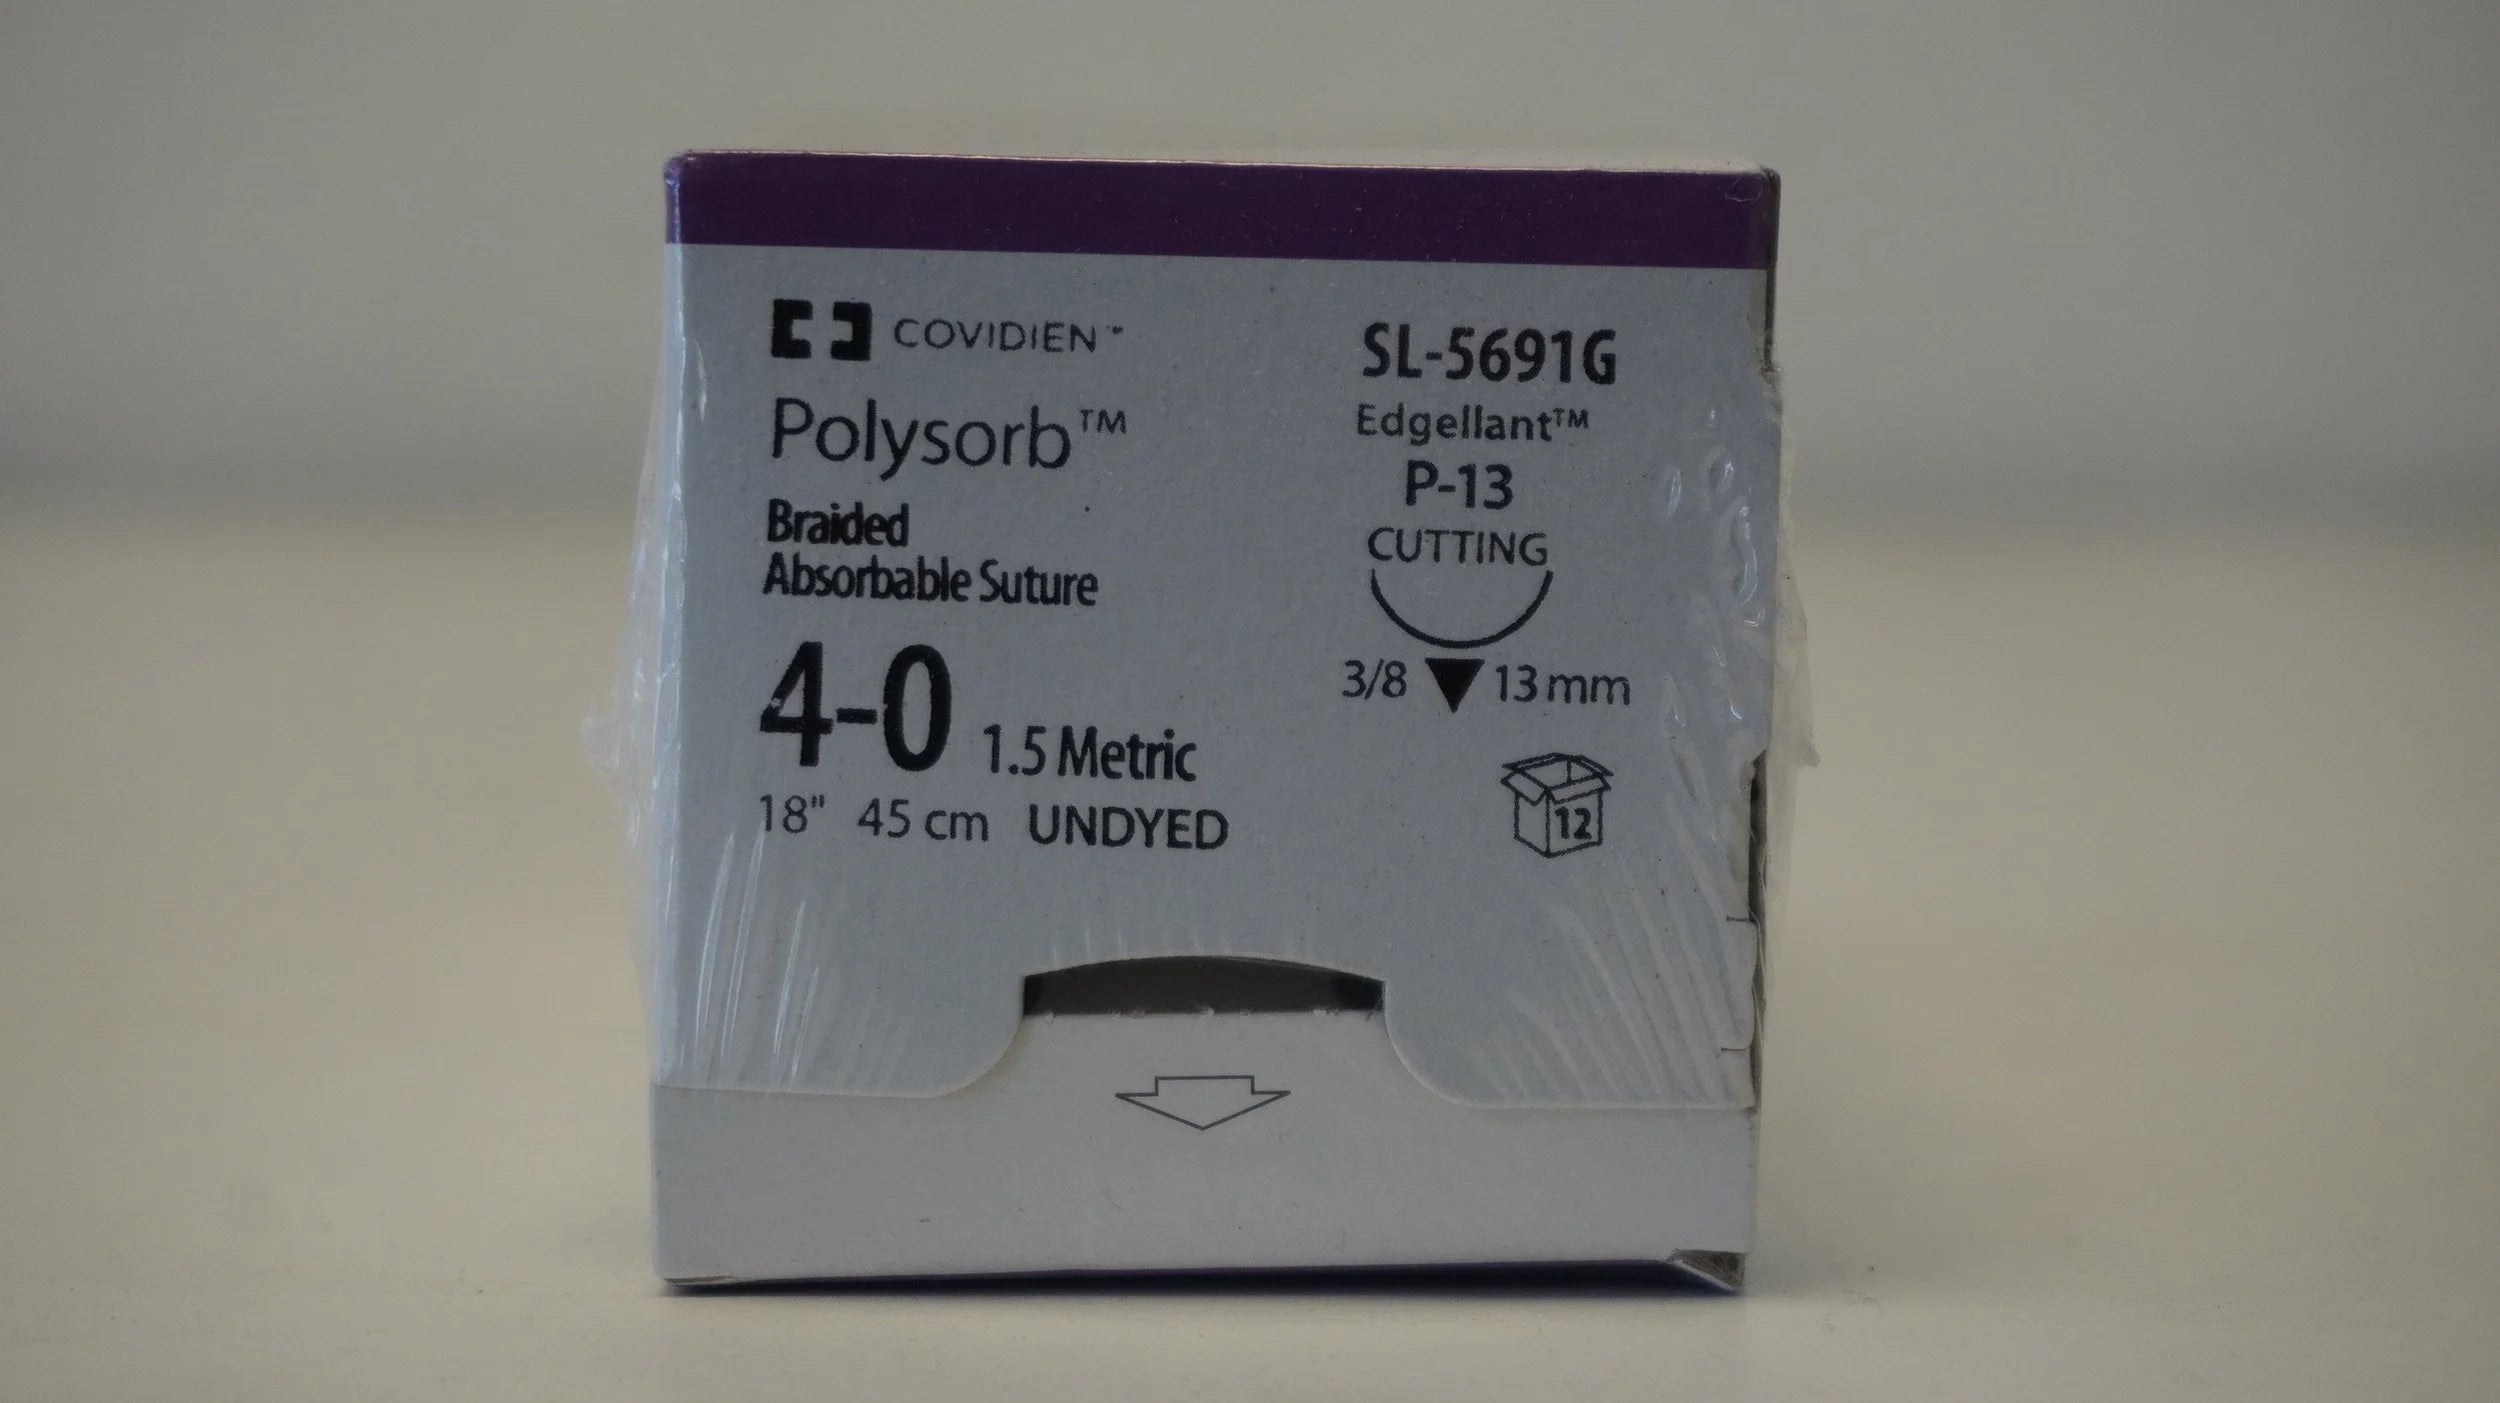 COVIDIEN™
Polysorb™
Braided
Absorbable Suture
4-0 1.5 Metric
18" 45 cm UNDYED
SL-5691G
Edgellant™
P-13
CUTTING
3/8 13 mm
12